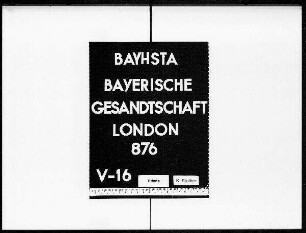 BAYHSTA
BAYERISCHE
GESANDTSCHAFT
LONDON
876
V-16